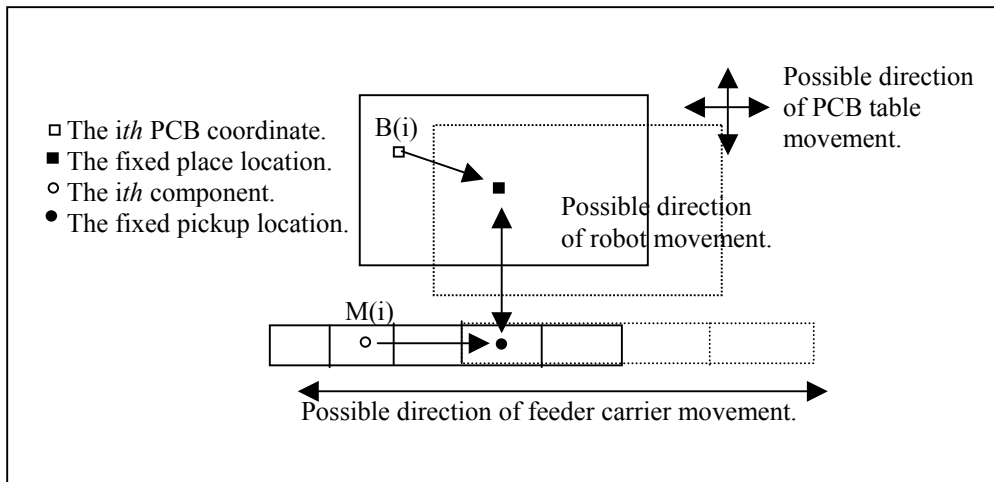 Possible direction
of PCB table
movement.
B(i)
The ith PCB coordinate.
The fixed place location.
The ith component.
The fixed pickup location.
Possible direction
of robot movement.
M(i)
Possible direction of feeder carrier movement.